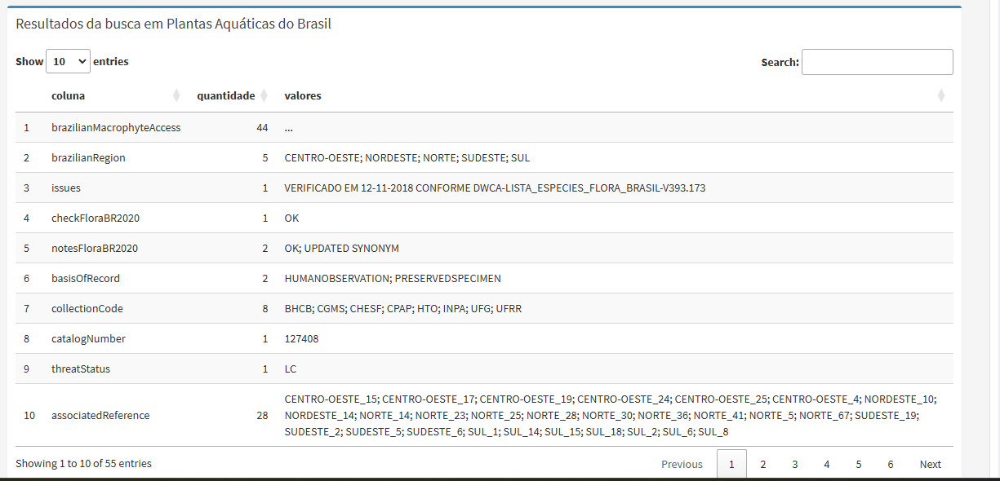 Resultados da busca em Plantas Aquáticas do Brasil
Show 10 entries Search:
coluna quantidade valores
1 brazilianMacrophyteAccess 44 ...
2 brazilianRegion 5 CENTRO-OESTE; NORDESTE; NORTE; SUDESTE; SUL
3 issues 1 VERIFICADO EM 12-11-2018 CONFORME DWCA-LISTA_ESPECIES_FLORA_BRASIL-V393.173
4 checkFloraBR2020 1 OK
5 notesFloraBR2020 2 OK; UPDATED SYNONYM
6 basisOfRecord 2 HUMANOBSERVATION; PRESERVEDSPECIMEN
7 collectionCode 8 BHCB; CGMS; CHESF; CPAP; HTO; INPA; UFG; UFRR
8 catalogNumber 1 127408
9 threatStatus 1 LC
10 associatedReference 28 CENTRO-OESTE_15; CENTRO-OESTE_17; CENTRO-OESTE_19; CENTRO-OESTE_24; CENTRO-OESTE_25; CENTRO-OESTE_4; NORDESTE_10;
NORDESTE_14; NORTE_14; NORTE_23; NORTE_25; NORTE_28; NORTE_30; NORTE_36; NORTE_41; NORTE_5; NORTE_67; SUDESTE_19;
SUDESTE_2; SUDESTE_5; SUDESTE_6; SUL_1; SUL_14; SUL_15; SUL_18; SUL_2; SUL_6; SUL_8
Showing 1 to 10 of 55 entries Previous 1 2 3 4 5 6 Next